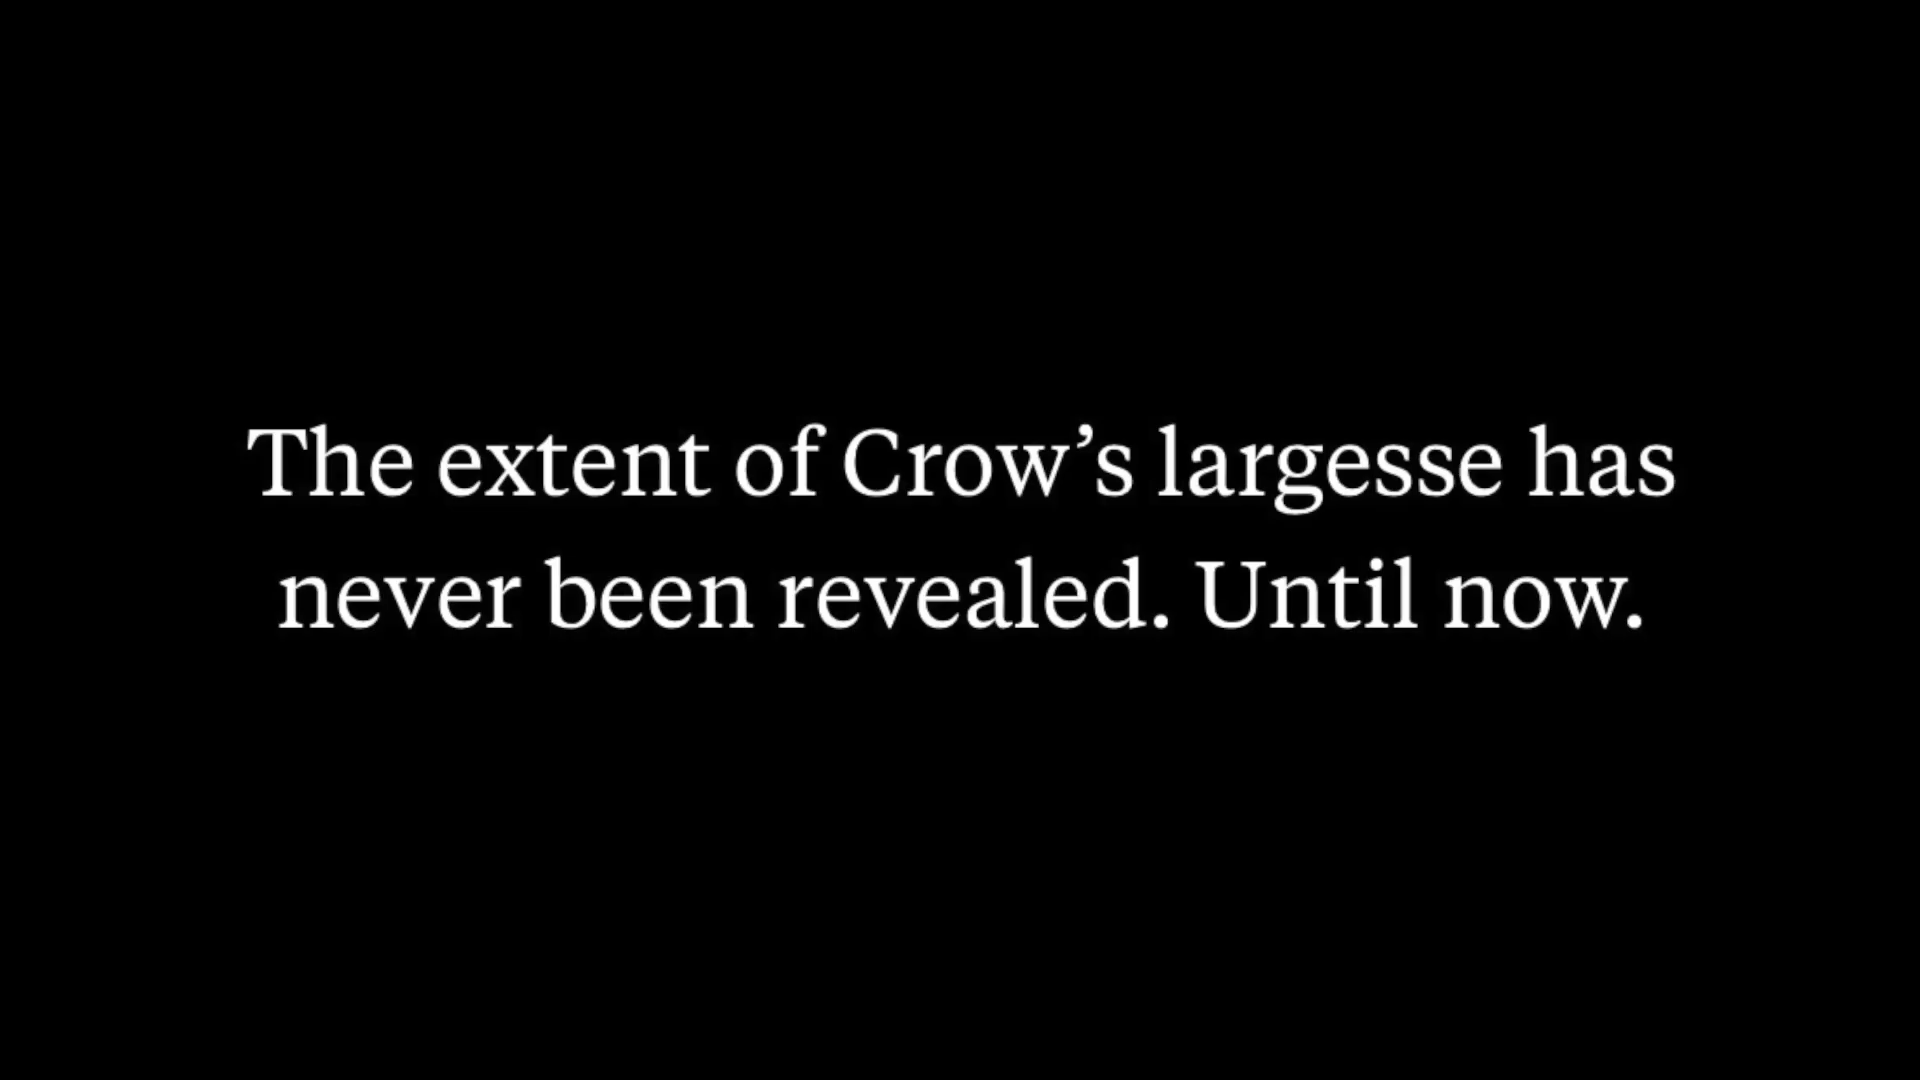 The extent of Crow’s largesse has
never been revealed. Until now.